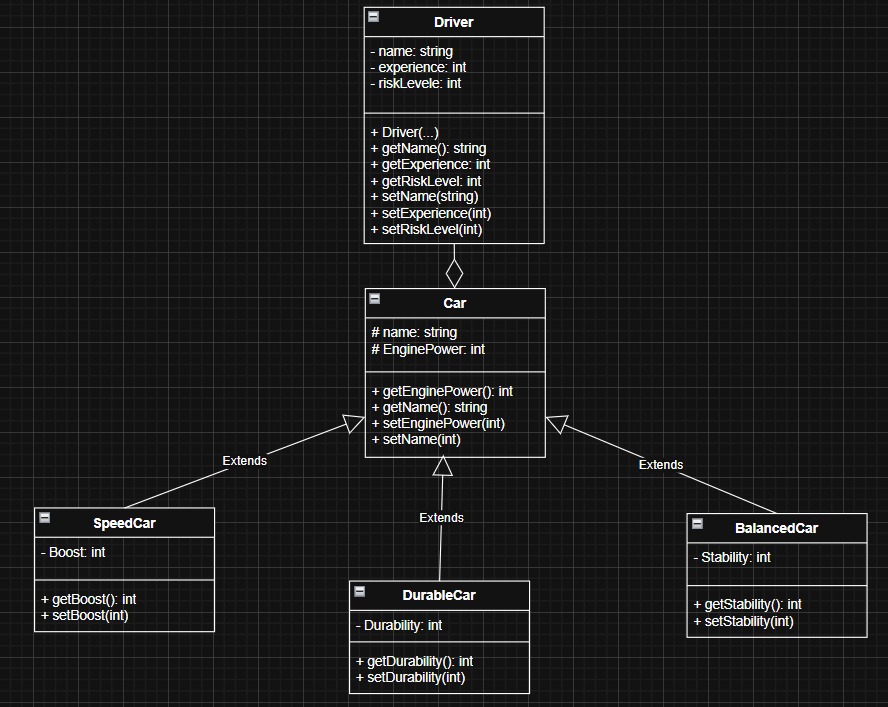 Driver
- name: string
- experience: int
- riskLevele: int
+ Driver(...)
+ getName(): string
+ getExperience: int
+ getRiskLevel: int
+ setName(string)
+ setExperience(int)
+ setRiskLevel(int)
Car
# name: string
# EnginePower: int
+ getEnginePower(): int
+ getName(): string
+ setEnginePower(int)
+ setName(int)
Extends
Extends
Extends
SpeedCar
- Boost: int
+ getBoost(): int
+ setBoost(int)
DurableCar
- Durability: int
+ getDurability(): int
+ setDurability(int)
BalancedCar
- Stability: int
+ getStability(): int
+ setStability(int)